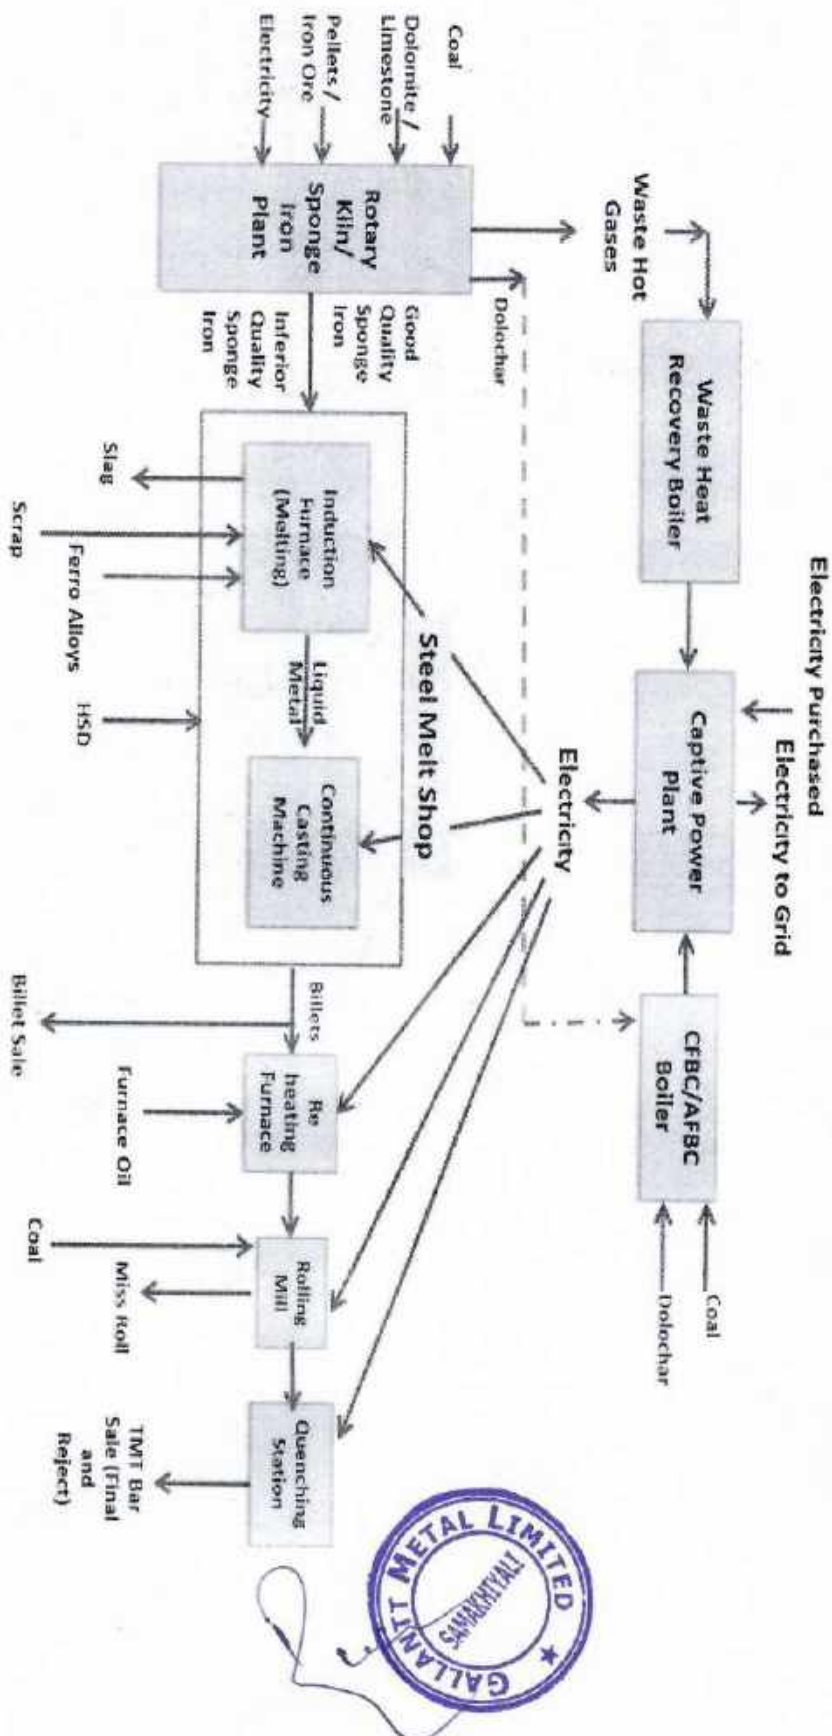 Electricity Purchased
Electricity to Grid
Waste Hot
Gases
Waste Heat
Recovery Boiler
Captive Power
Plant
CFBC/AFBC
Boiler
Coal
Dolochar
Coal
Dolomite /
Limestone
Pellets /
Iron Ore
Electricity
Rotary
Kiln/
Sponge
Iron
Plant
Dolochar
Good
Quality
Sponge
Iron
Inferior
Quality
Sponge
Iron
Electricity
Steel Melt Shop
Induction
Furnace
(Melting)
Liquid
Metal
Continuous
Casting
Machine
Slag
Scrap
Ferro Alloys
HSD
Billets
Billet Sale
Re
heating
Furnace
Furnace Oil
Rolling
Mill
Coal
Miss Roll
Quenching
Station
TMT Bar
Sale (Final
and
Reject)
GALLANTT METAL LIMITED
SAMAKHIYALI